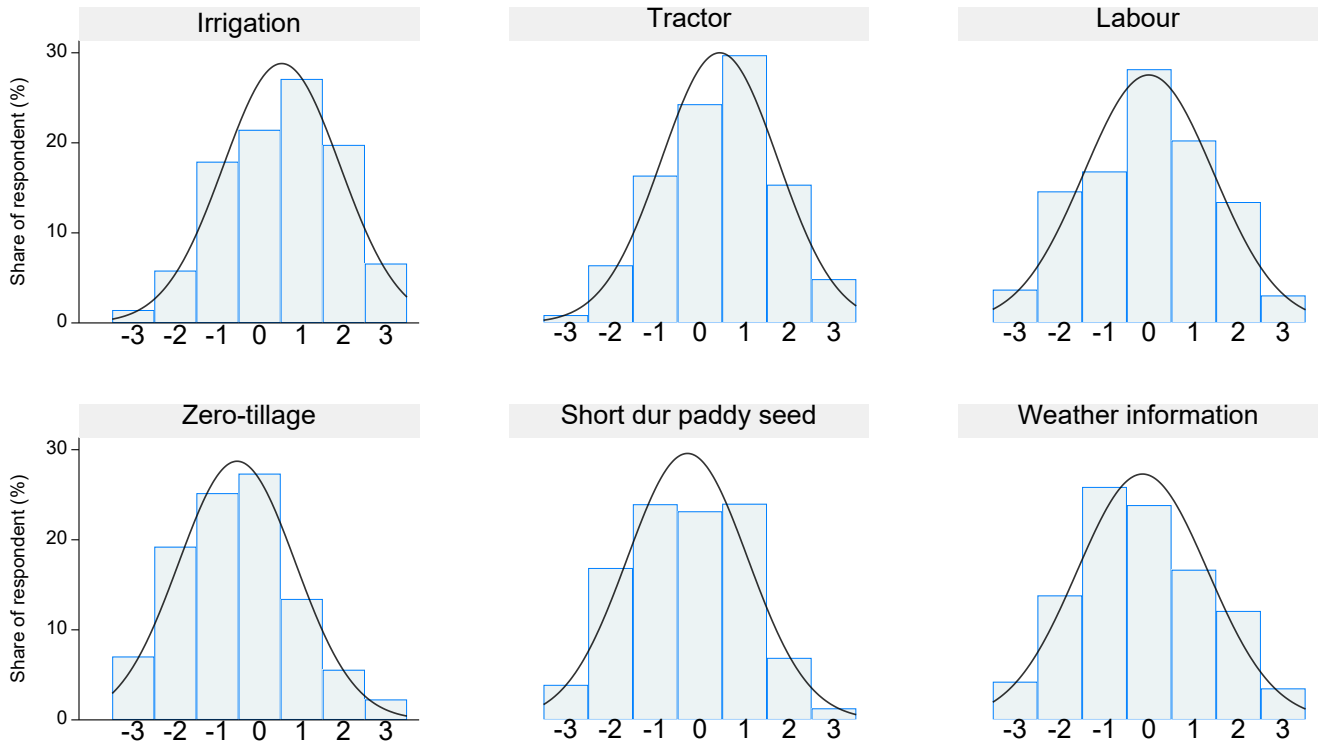 Irrigation
Tractor
Labour
Share of respondent (%)
30
20
10
0
-3 -2 -1 0 1 2 3
-3 -2 -1 0 1 2 3
-3 -2 -1 0 1 2 3
Zero-tillage
Short dur paddy seed
Weather information
Share of respondent (%)
30
20
10
0
-3 -2 -1 0 1 2 3
-3 -2 -1 0 1 2 3
-3 -2 -1 0 1 2 3